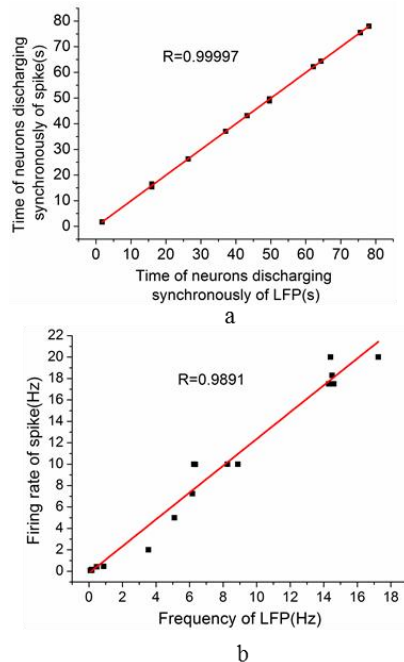 80
70
60
50
40
30
20
10
0
Time of neurons discharging
synchronously of spike(s)
R=0.99997
0 10 20 30 40 50 60 70 80
Time of neurons discharging
synchronously of LFP(s)
a
22
20
18
16
14
12
10
8
6
4
2
0
Firing rate of spike(Hz)
R=0.9891
0 2 4 6 8 10 12 14 16 18
Frequency of LFP(Hz)
b